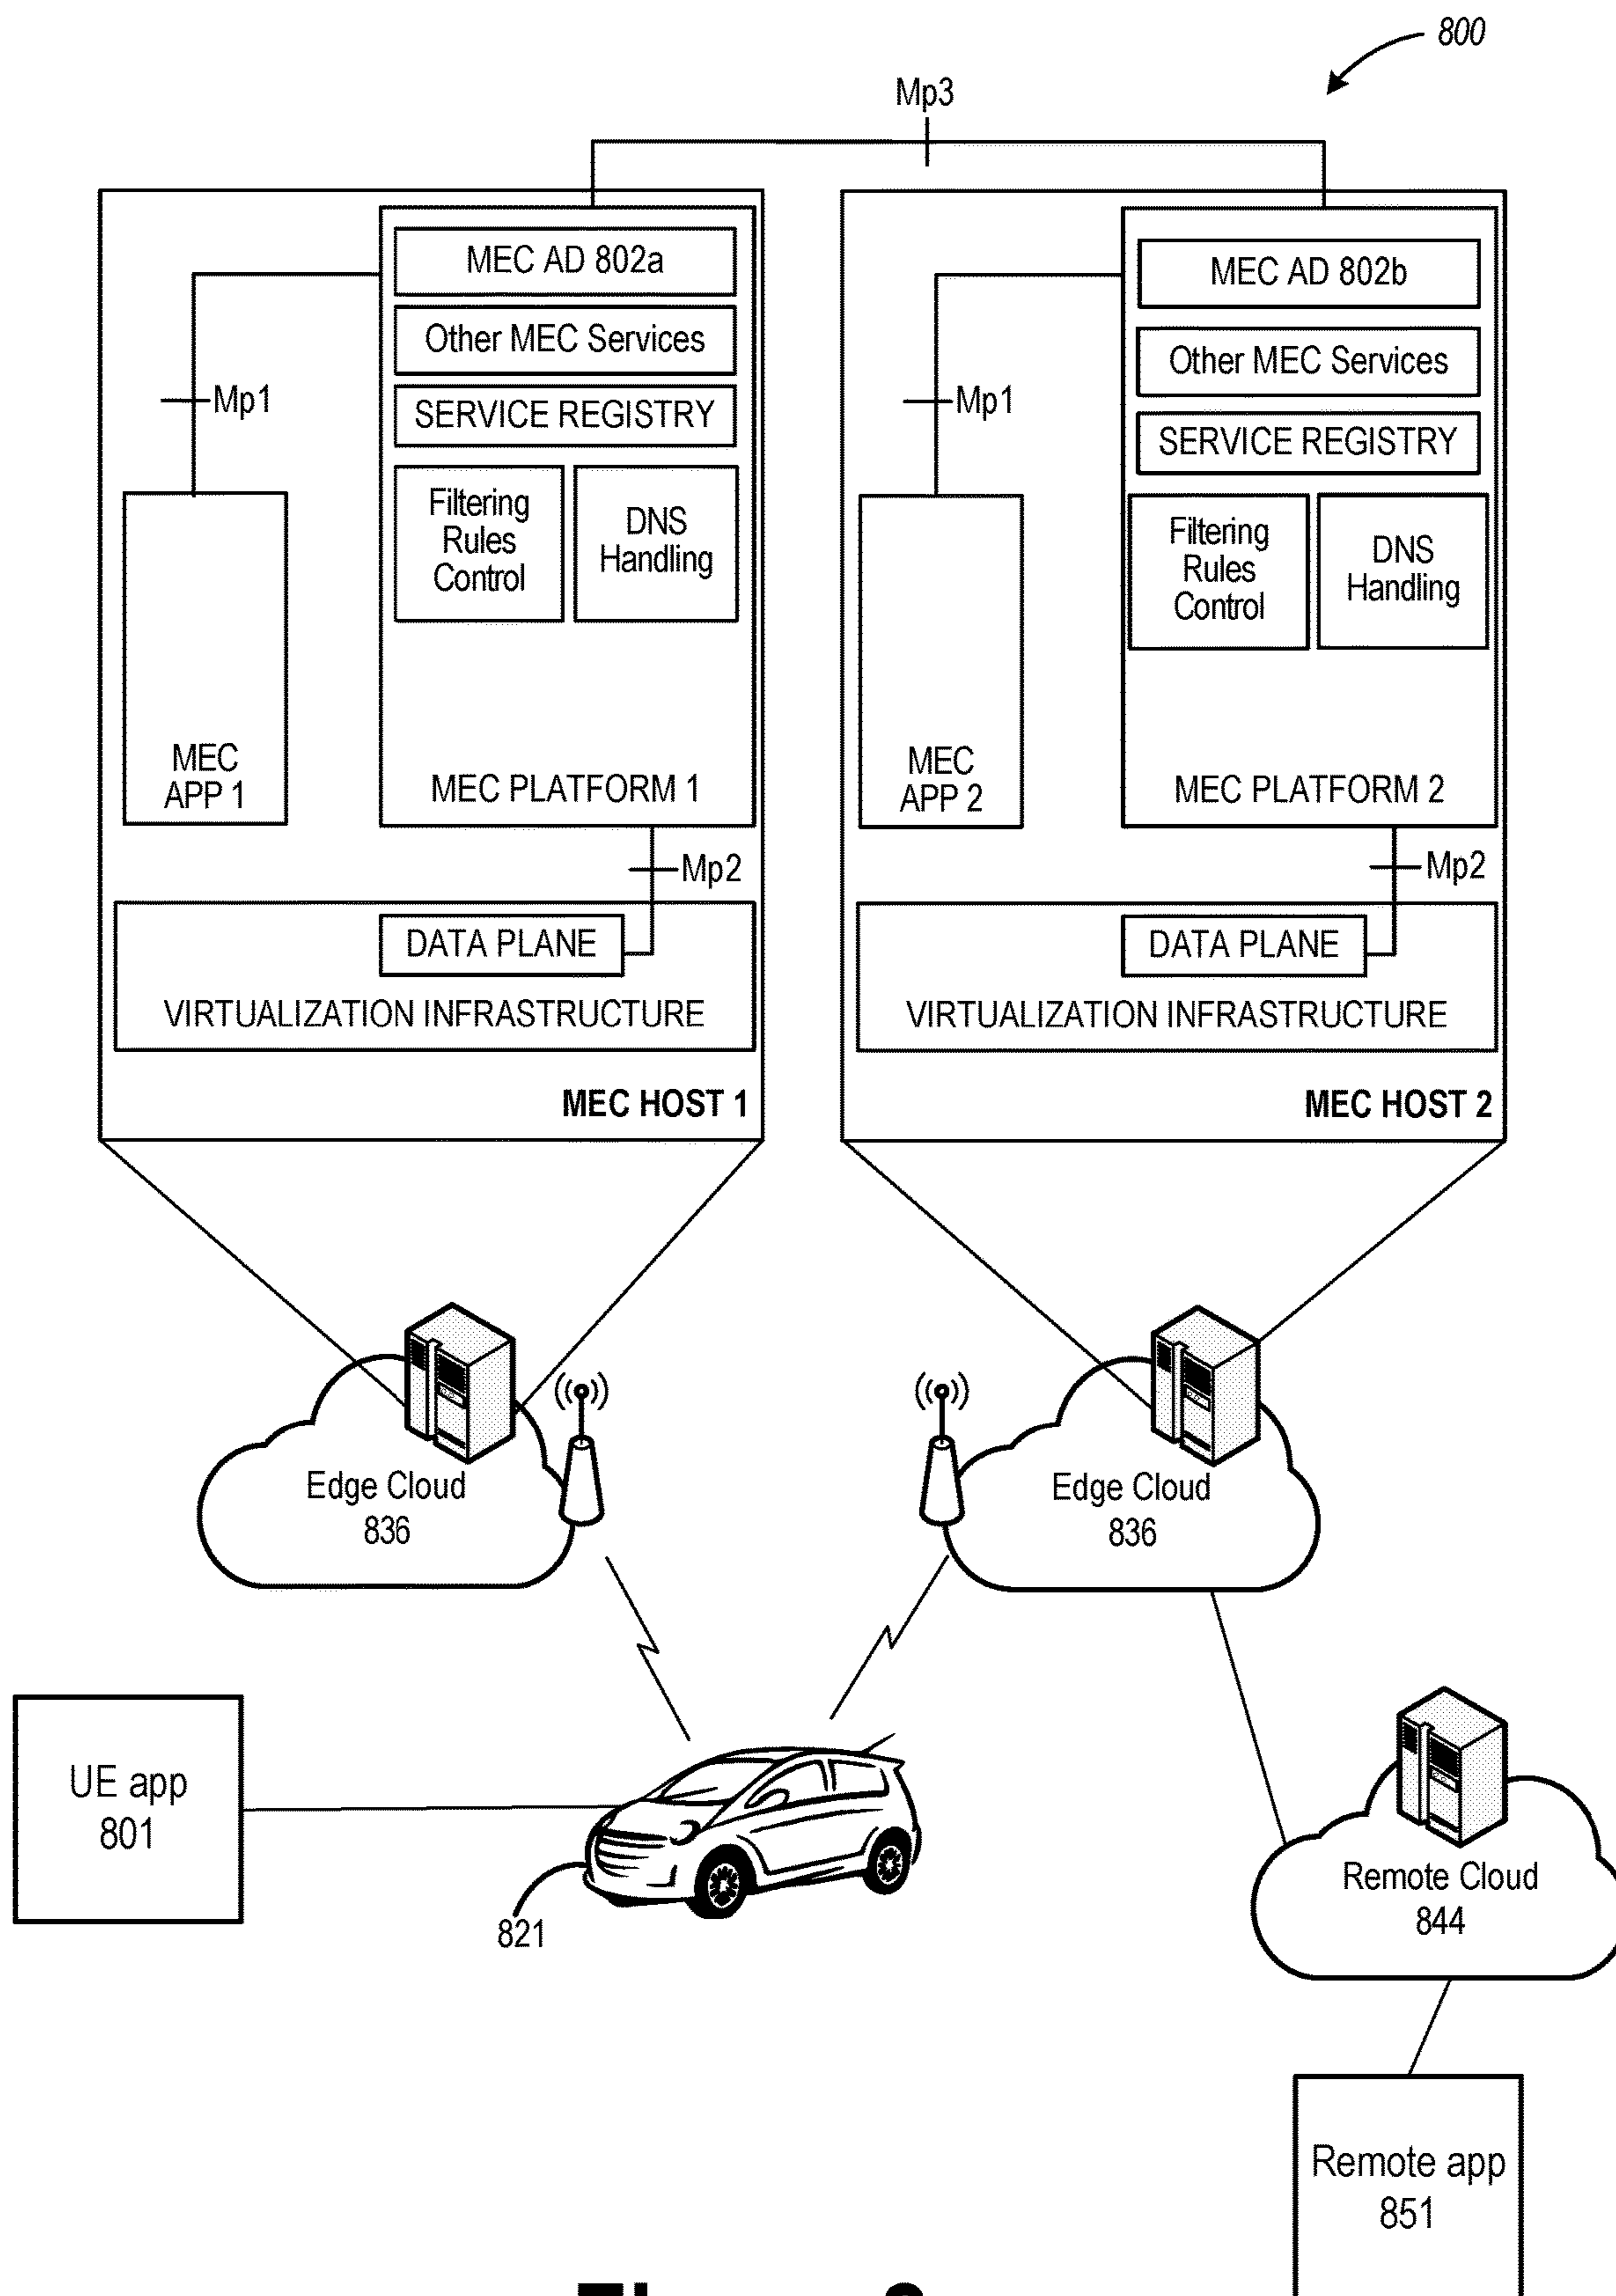 800
Mp3
MEC AD 802a
Other MEC Services
SERVICE REGISTRY
Filtering
Rules
Control
DNS
Handling
Mp1
MEC
APP 1
MEC PLATFORM 1
Mp2
DATA PLANE
VIRTUALIZATION INFRASTRUCTURE
MEC HOST 1
MEC AD 802b
Other MEC Services
SERVICE REGISTRY
Filtering
Rules
Control
DNS
Handling
Mp1
MEC
APP 2
MEC PLATFORM 2
Mp2
DATA PLANE
VIRTUALIZATION INFRASTRUCTURE
MEC HOST 2
Edge Cloud
836
Edge Cloud
836
UE app
801
821
Remote Cloud
844
Remote app
851